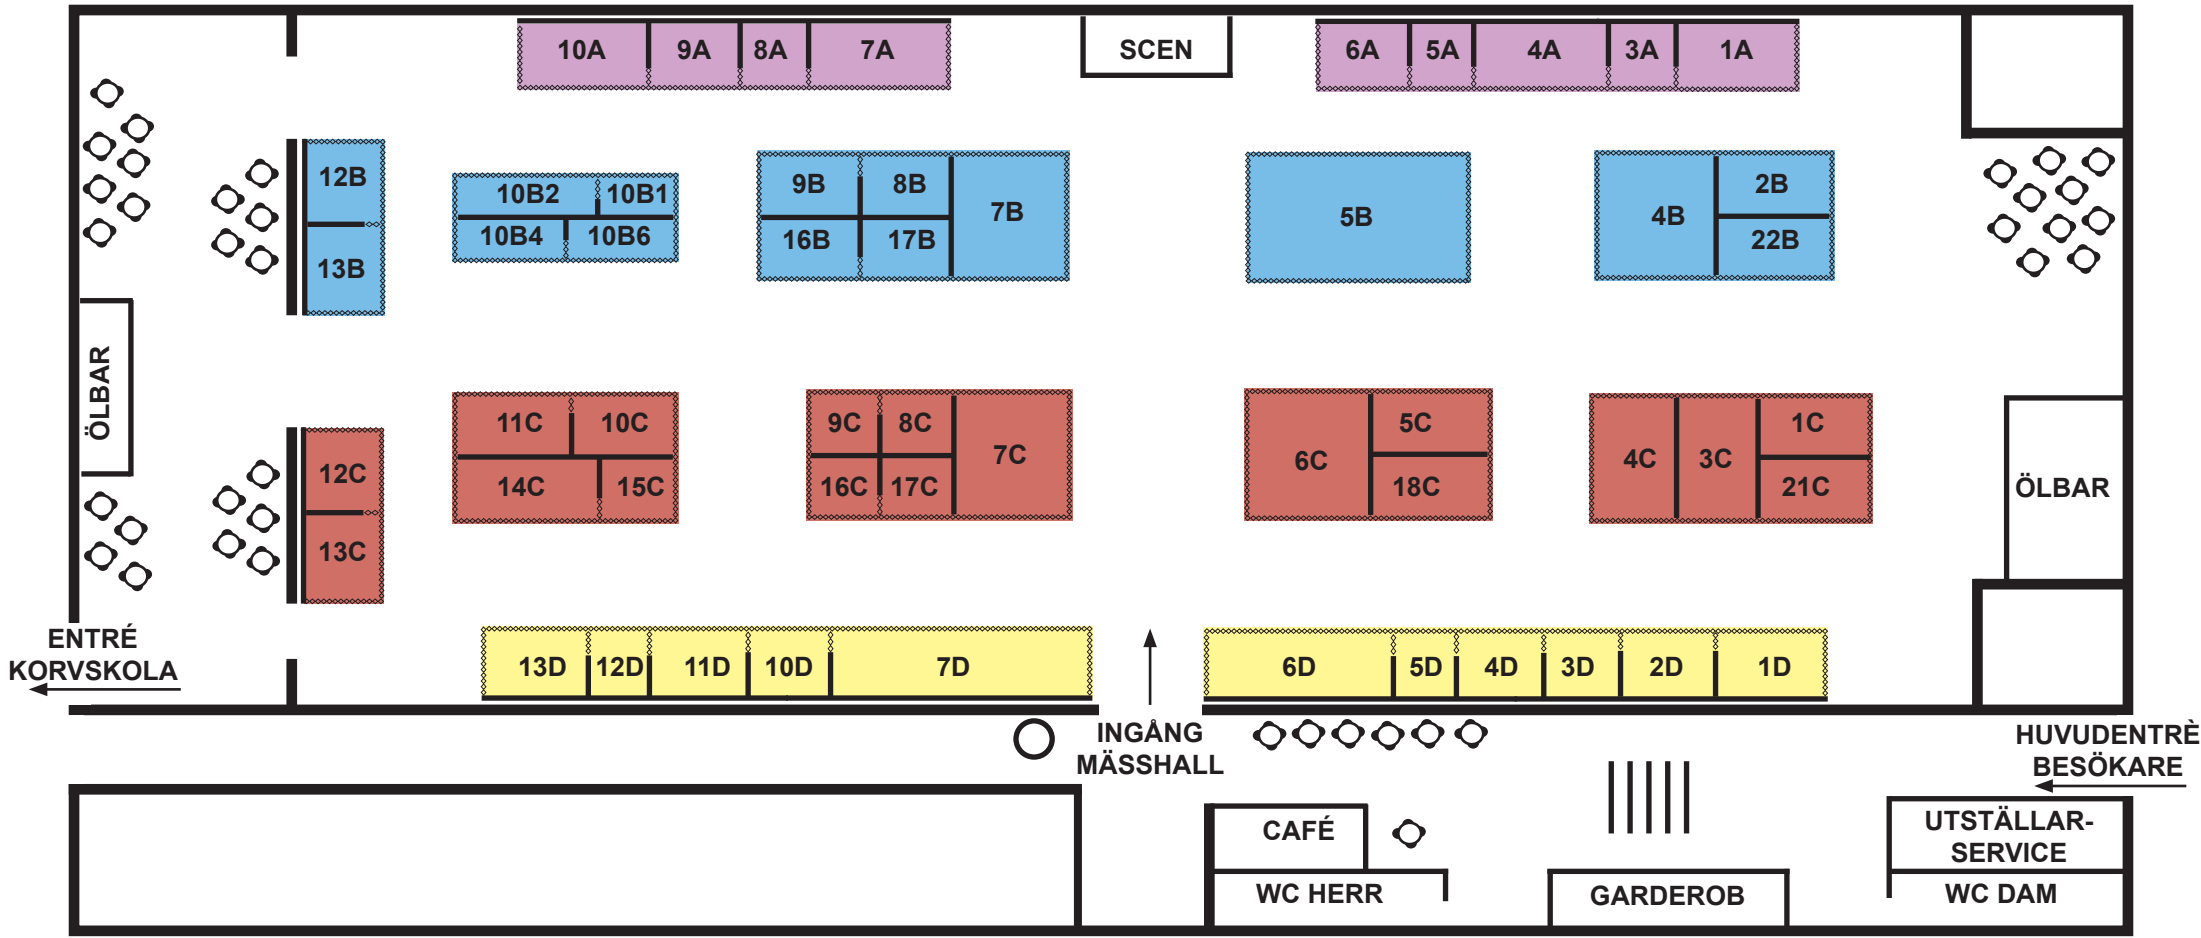 10A 9A 8A 7A SCEN 6A 5A 4A 3A 1A
12B 10B2 10B1 9B 8B 7B 5B 4B 2B
13B 10B4 10B6 16B 17B 22B
ÖLBAR
12C 11C 10C 9C 8C 7C 6C 5C 4C 3C 1C
13C 14C 15C 16C 17C 18C 21C
ÖLBAR
ENTRÉ
KORVSKOLA
13D 12D 11D 10D 7D 6D 5D 4D 3D 2D 1D
INGÅNG
MÄSSHALL
HUVUDENTRÈ
BESÖKARE
CAFÉ
WC HERR
GARDEROB
UTSTÄLLAR-
SERVICE
WC DAM